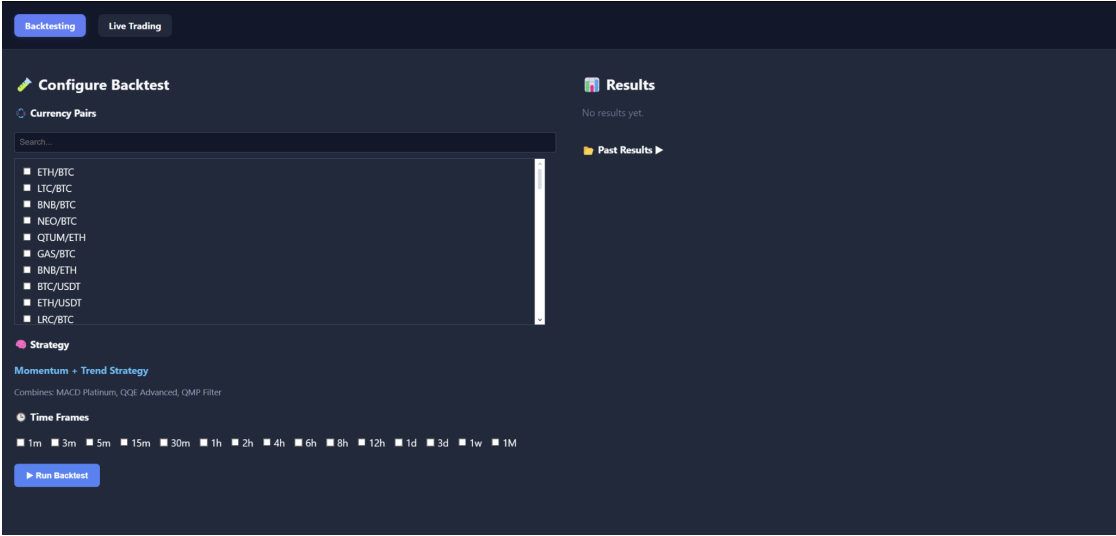 Backtesting
Live Trading
Configure Backtest
Currency Pairs
Search...
ETH/BTC
LTC/BTC
BNB/BTC
NEO/BTC
QTUM/ETH
GAS/BTC
BNB/ETH
BTC/USDT
ETH/USDT
LRC/BTC
Strategy
Momentum + Trend Strategy
Combines: MACD Platinum, QQE Advanced, QMP Filter
Time Frames
1m 3m 5m 15m 30m 1h 2h 4h 6h 8h 12h 1d 3d 1w 1M
▶ Run Backtest
Results
No results yet.
Past Results ▶